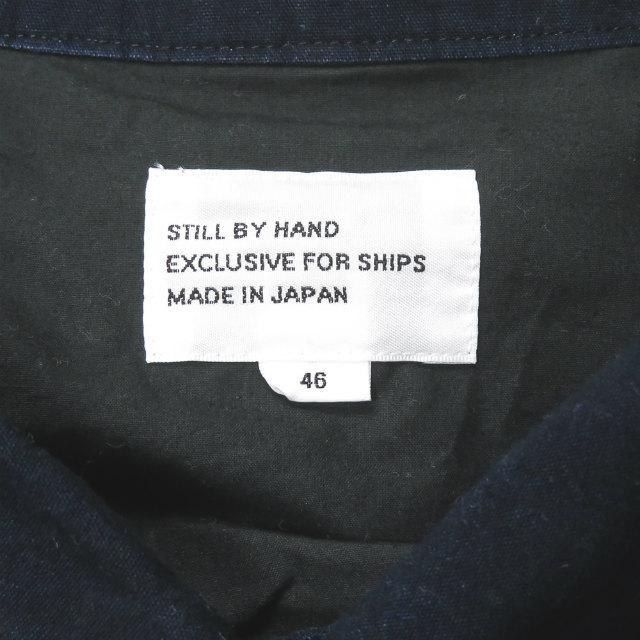 STILL BY HAND
EXCLUSIVE FOR SHIPS
MADE IN JAPAN
46